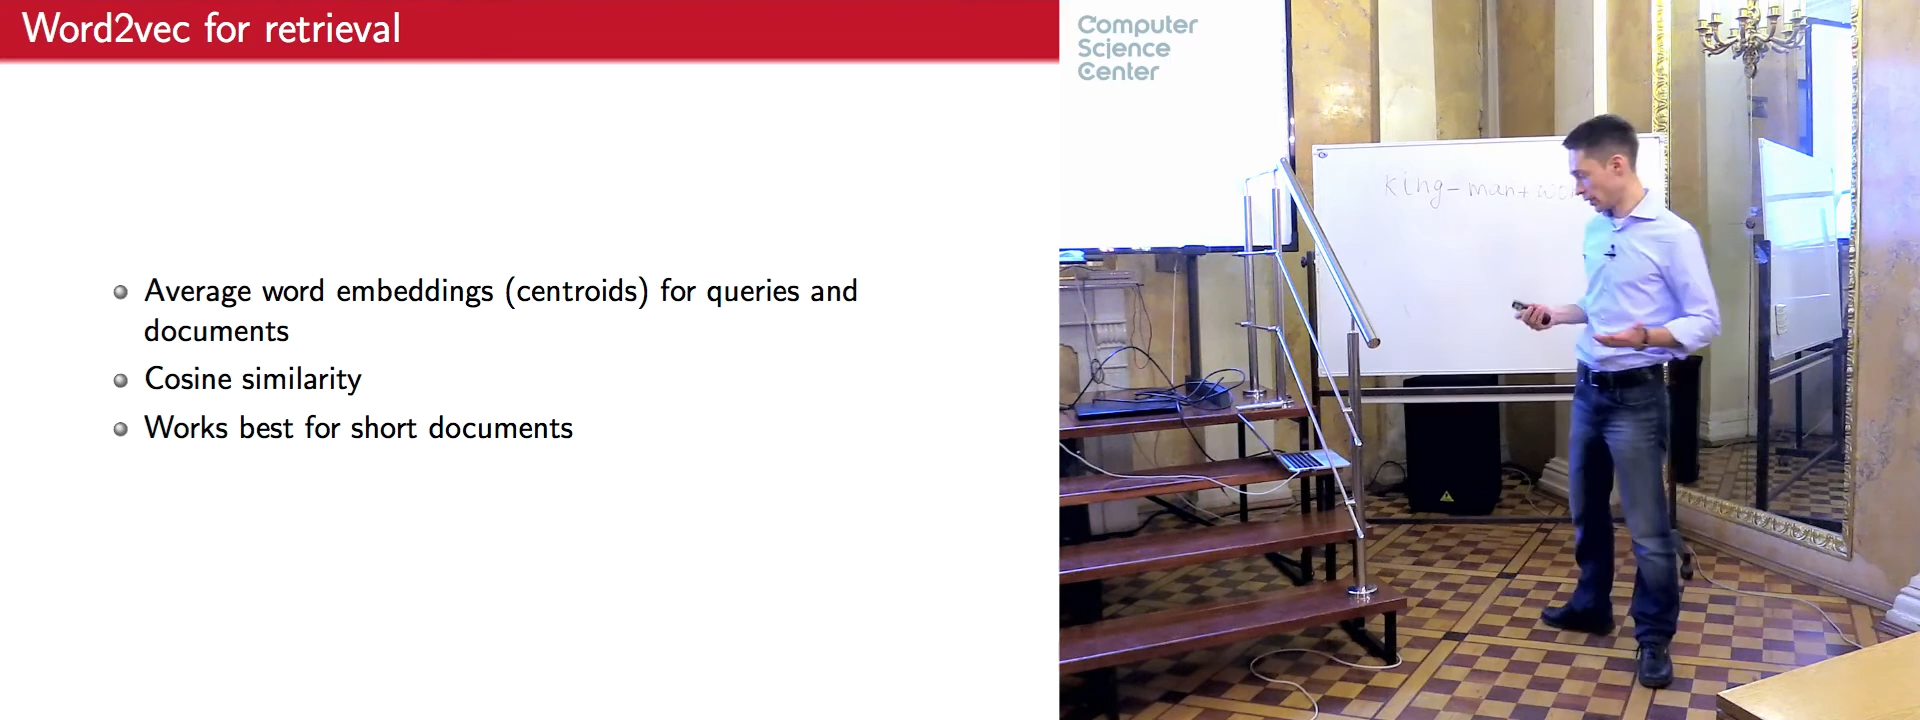 Word2vec for retrieval
Average word embeddings (centroids) for queries and
documents
Cosine similarity
Works best for short documents
Computer
Science
Center
king - man +